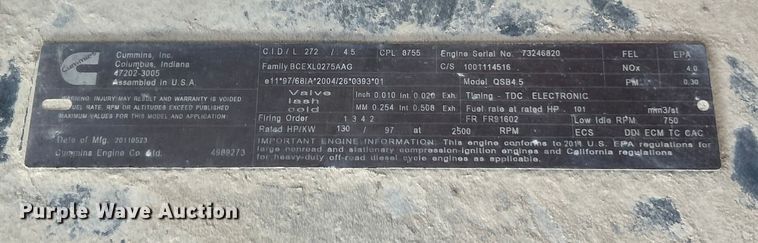 Cummins
Cummins, Inc.
Columbus, Indiana
47202-3005
Assembled in U.S.A.
WARNING INJURY MAY RESULT AND WARRANTY IS VOIDED
FUEL RATE, RPM OR ALTITUDES EXCEED PUBLISHED
MAXIMUM VALUES FOR THIS MODEL AND APPLICATION.
Date of Mfg. 20110523
Cummins Engine Co Ltd. 4989273
C.I.D / L 272 / 4.5 CPL 8755
Family BCEXL0275AAG
e11*97/68IA*2004/26*0393*01
Valve lash cold
Inch 0.010 Int 0.020 Exh
MM 0.254 Int 0.508 Exh
Firing Order 1 3 4 2
Rated HP/KW 130 / 97 at 2500 RPM
Engine Serial No. 73246820
C/S 1001114516
Model QSB4.5
Timing - TDC ELECTRONIC
Fuel rate at rated HP 101 mm3/st
FR FR91602 Low Idle RPM 750
ECS DDI ECM TC CAC
FEL EPA
NOx 4.0
PM 0.30
IMPORTANT ENGINE INFORMATION: This engine conforms to 2011 U.S. EPA regulations for
large nonroad and stationary compression-ignition engines and California regulations
for heavy-duty off-road diesel cycle engines as applicable.
Purple Wave Auction